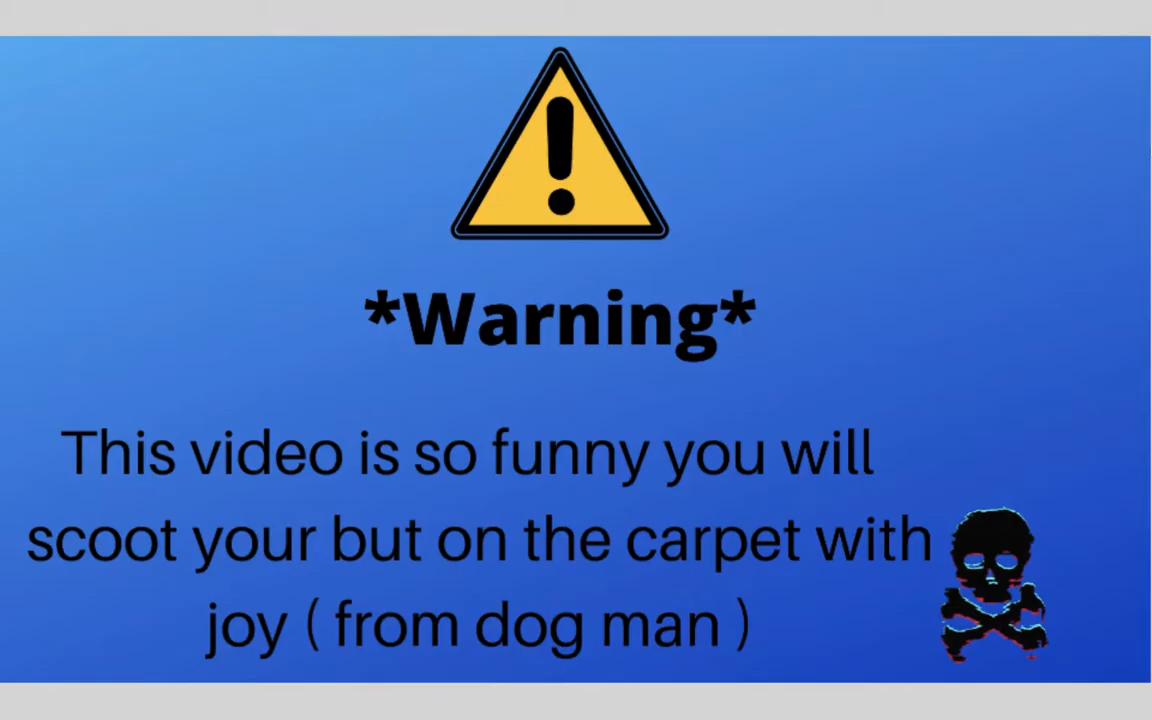 *Warning*
This video is so funny you will
scoot your but on the carpet with
joy ( from dog man )